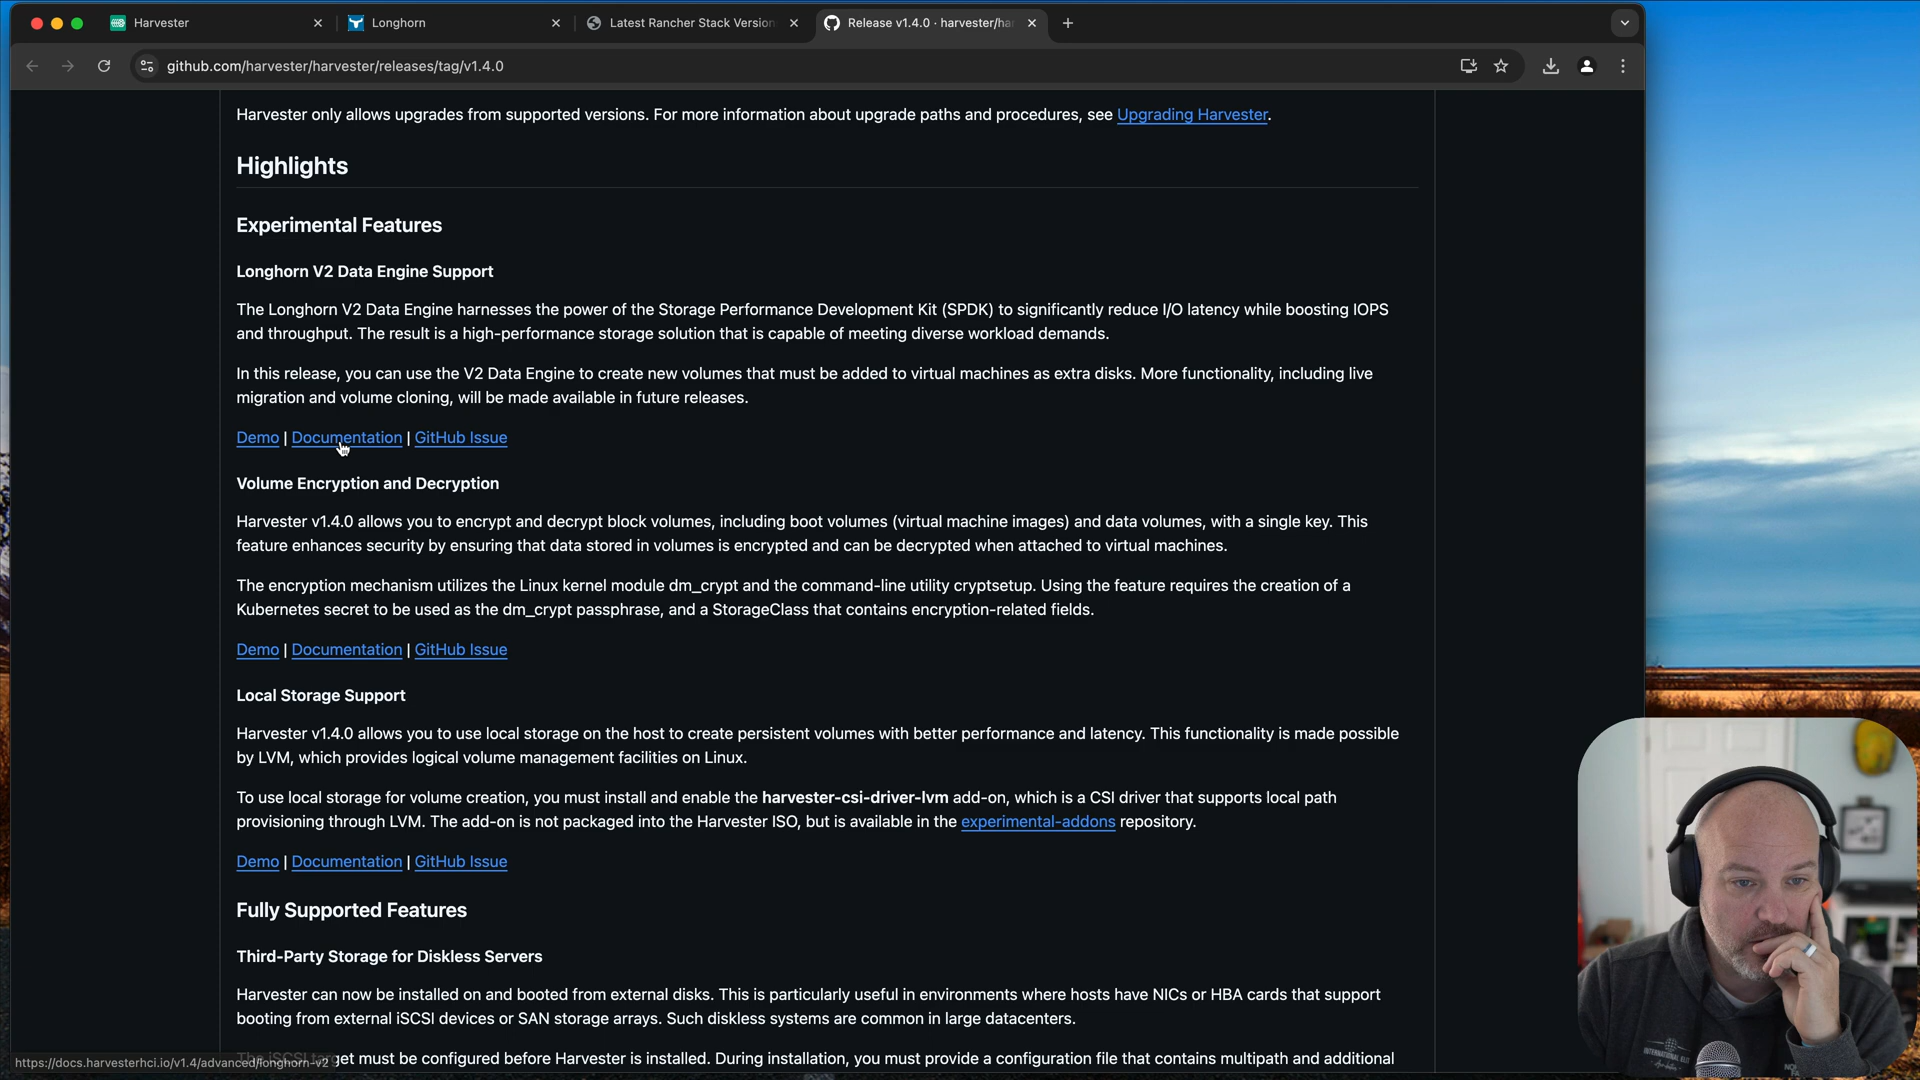 Harvester
Longhorn
Latest Rancher Stack Version
Release v1.4.0 · harvester/ha
github.com/harvester/harvester/releases/tag/v1.4.0
Harvester only allows upgrades from supported versions. For more information about upgrade paths and procedures, see Upgrading Harvester.
Highlights
Experimental Features
Longhorn V2 Data Engine Support
The Longhorn V2 Data Engine harnesses the power of the Storage Performance Development Kit (SPDK) to significantly reduce I/O latency while boosting IOPS
and throughput. The result is a high-performance storage solution that is capable of meeting diverse workload demands.
In this release, you can use the V2 Data Engine to create new volumes that must be added to virtual machines as extra disks. More functionality, including live
migration and volume cloning, will be made available in future releases.
Demo | Documentation | GitHub Issue
Volume Encryption and Decryption
Harvester v1.4.0 allows you to encrypt and decrypt block volumes, including boot volumes (virtual machine images) and data volumes, with a single key. This
feature enhances security by ensuring that data stored in volumes is encrypted and can be decrypted when attached to virtual machines.
The encryption mechanism utilizes the Linux kernel module dm_crypt and the command-line utility cryptsetup. Using the feature requires the creation of a
Kubernetes secret to be used as the dm_crypt passphrase, and a StorageClass that contains encryption-related fields.
Demo | Documentation | GitHub Issue
Local Storage Support
Harvester v1.4.0 allows you to use local storage on the host to create persistent volumes with better performance and latency. This functionality is made possible
by LVM, which provides logical volume management facilities on Linux.
To use local storage for volume creation, you must install and enable the harvester-csi-driver-lvm add-on, which is a CSI driver that supports local path
provisioning through LVM. The add-on is not packaged into the Harvester ISO, but is available in the experimental-addons repository.
Demo | Documentation | GitHub Issue
Fully Supported Features
Third-Party Storage for Diskless Servers
Harvester can now be installed on and booted from external disks. This is particularly useful in environments where hosts have NICs or HBA cards that support
booting from external iSCSI devices or SAN storage arrays. Such diskless systems are common in large datacenters.
The iSCSI target must be configured before Harvester is installed. During installation, you must provide a configuration file that contains multipath and additional
https://docs.harvesterhci.io/v1.4/advanced/longhorn-v2